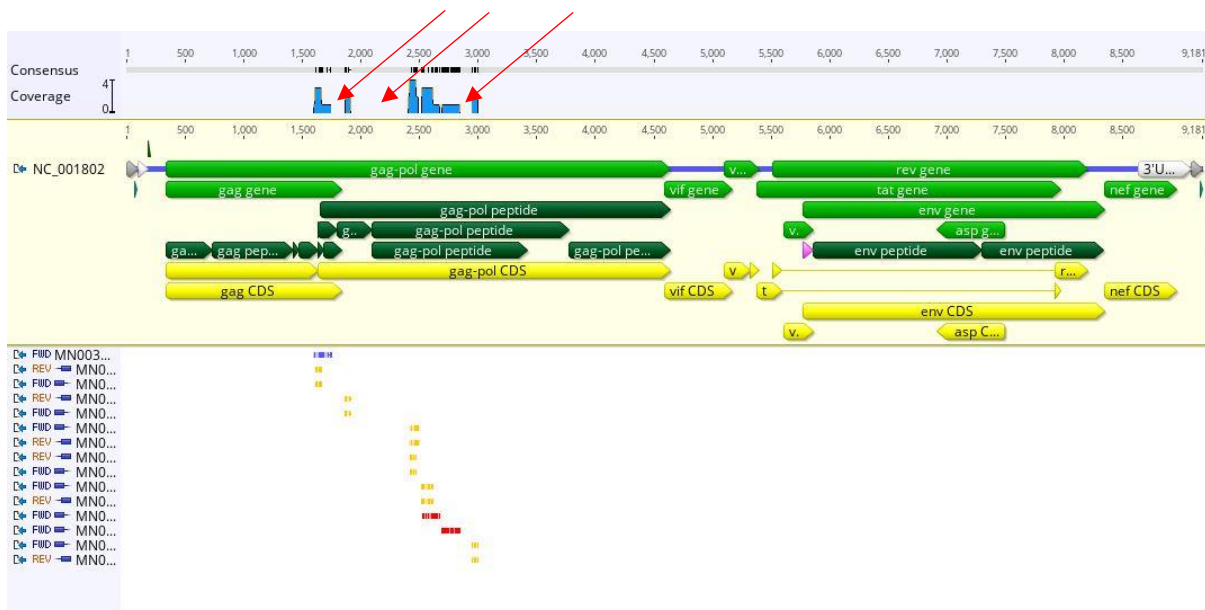 1 500 1,000 1,500 2,000 2,500 3,000 3,500 4,000 4,500 5,000 5,500 6,000 6,500 7,000 7,500 8,000 8,500 9,181
Consensus
Coverage 4
0
1 500 1,000 1,500 2,000 2,500 3,000 3,500 4,000 4,500 5,000 5,500 6,000 6,500 7,000 7,500 8,000 8,500 9,181
NC_001802 gag-pol gene v... rev gene 3'U...
gag gene vif gene tat gene nef gene
gag-pol peptide env gene
g.. gag-pol peptide v. asp g...
ga... gag pep... gag-pol peptide gag-pol pe... env peptide env peptide
gag-pol CDS v r...
gag CDS vif CDS t nef CDS
env CDS
v. asp C...
FWD MN003...
REV MN0...
FWD MN0...
REV MN0...
FWD MN0...
FWD MN0...
REV MN0...
REV MN0...
FWD MN0...
FWD MN0...
REV MN0...
FWD MN0...
FWD MN0...
FWD MN0...
REV MN0...